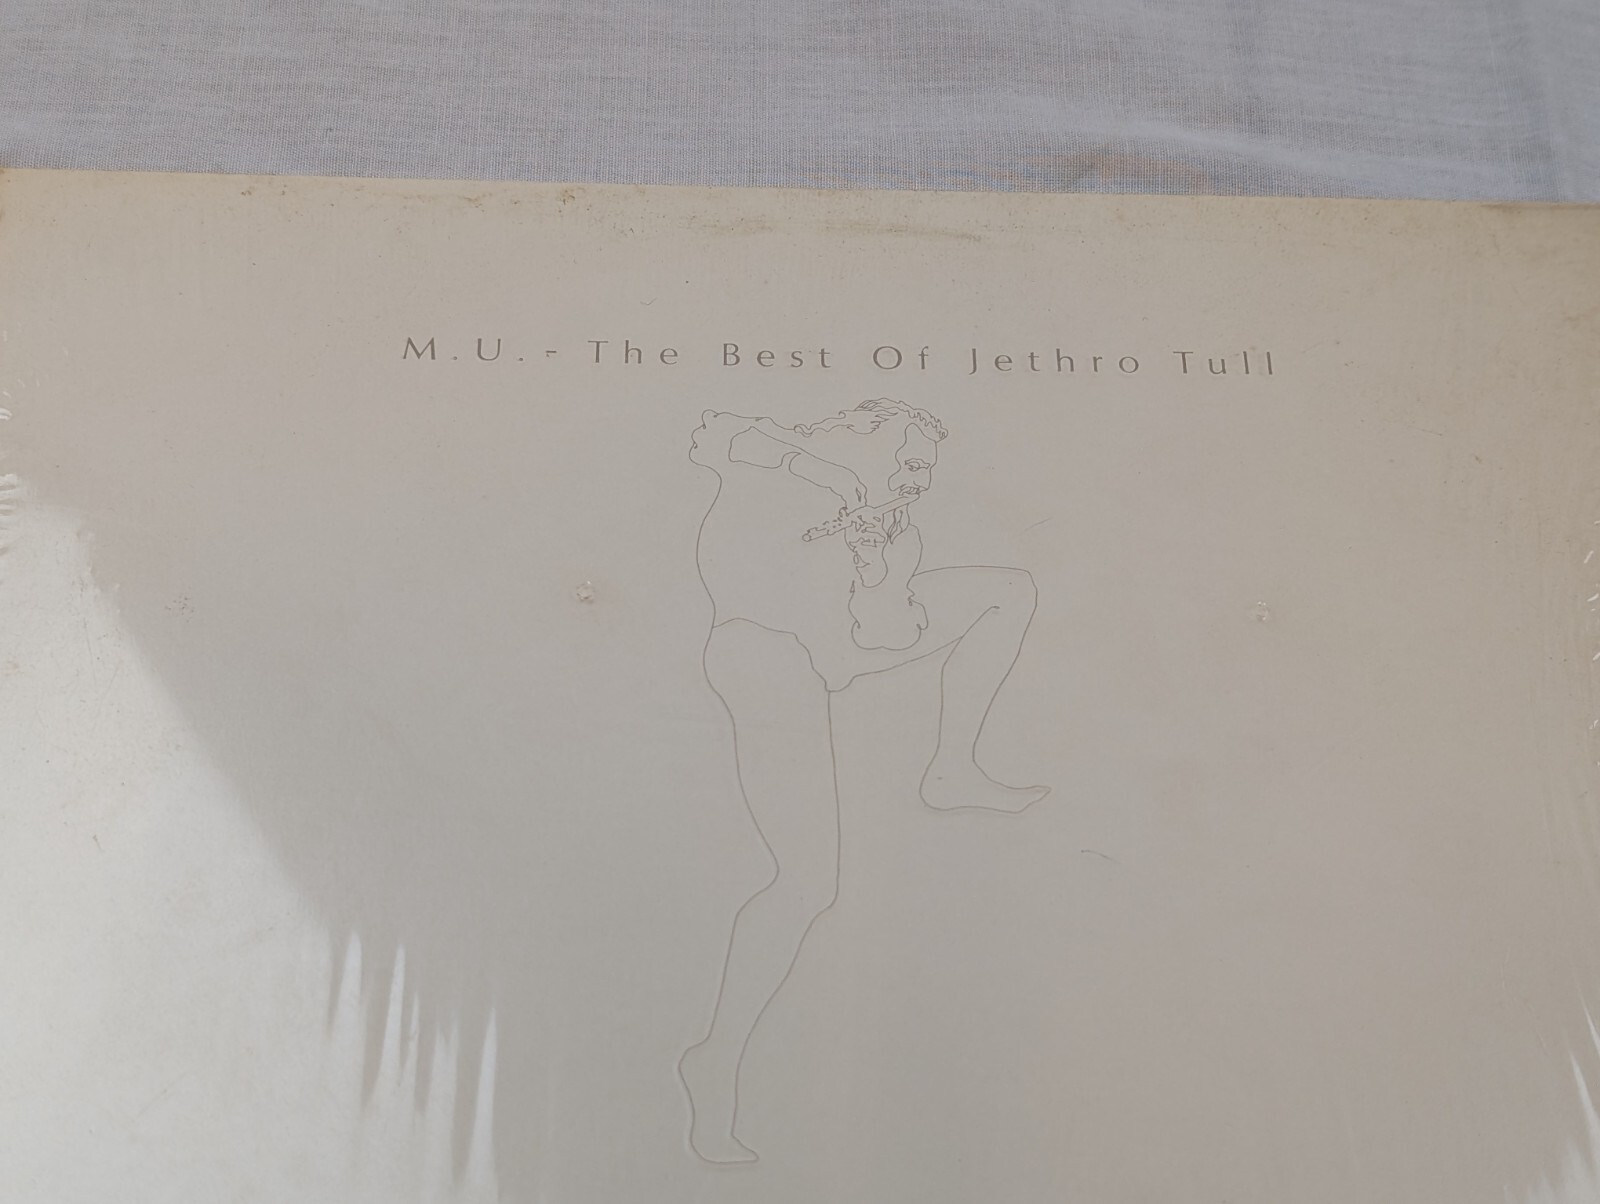 M.U. - The Best Of Jethro Tull